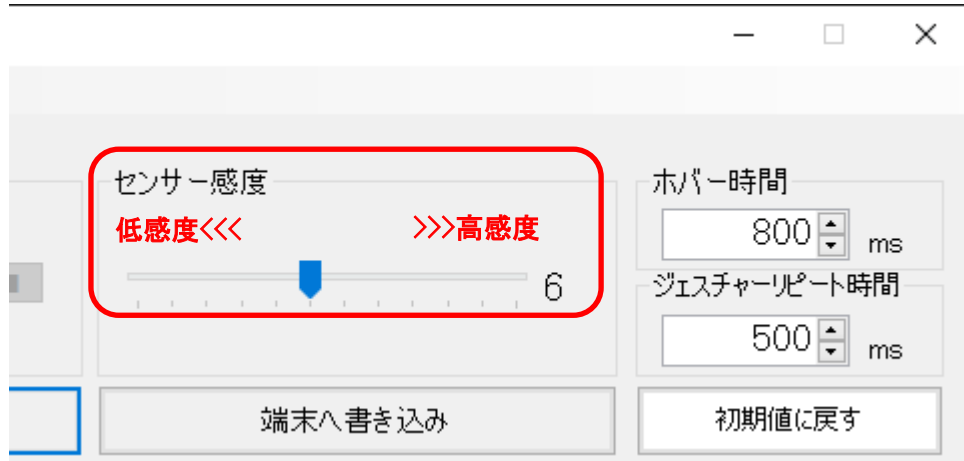 センサー感度
低感度<<<
>>>高感度
6
ホバー時間
800
ms
ジェスチャーリピート時間
500
ms
端末へ書き込み
初期値に戻す